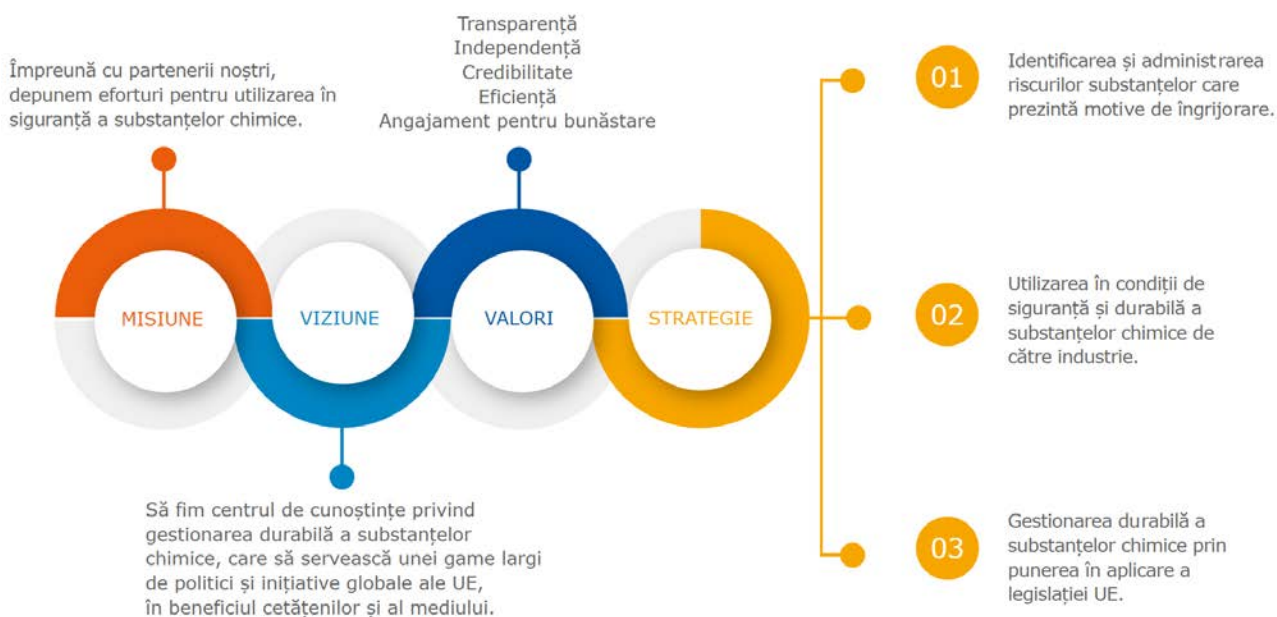 Împreună cu partenerii noștri,
depunem eforturi pentru utilizarea în
siguranță a substanțelor chimice.
Transparență
Independență
Credibilitate
Eficiență
Angajament pentru bunăstare
MISIUNE
VIZIUNE
VALORI
STRATEGIE
Să fim centrul de cunoștințe privind
gestionarea durabilă a substanțelor
chimice, care să servească unei game largi
de politici și inițiative globale ale UE,
în beneficiul cetățenilor și al mediului.
01
Identificarea și administrarea
riscurilor substanțelor care
prezintă motive de îngrijorare.
02
Utilizarea în condiții de
siguranță și durabilă a
substanțelor chimice de
către industrie.
03
Gestionarea durabilă a
substanțelor chimice prin
punerea în aplicare a
legislației UE.